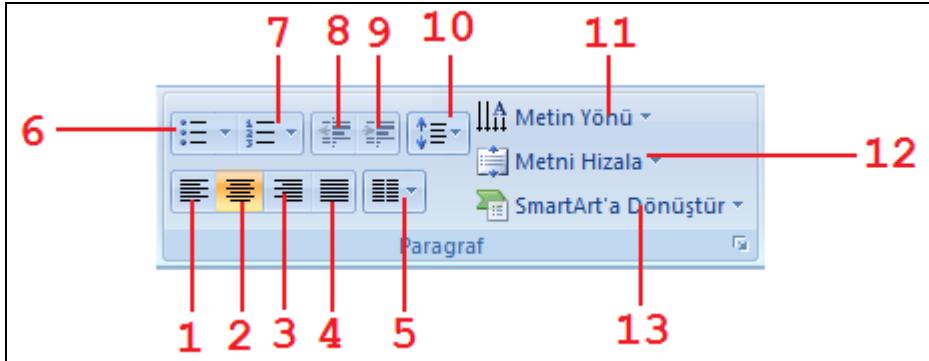 7 8 9 10 11
6 Metin Yönü
Metni Hizala 12
SmartArt'a Dönüştür
Paragraf
1 2 3 4 5 13